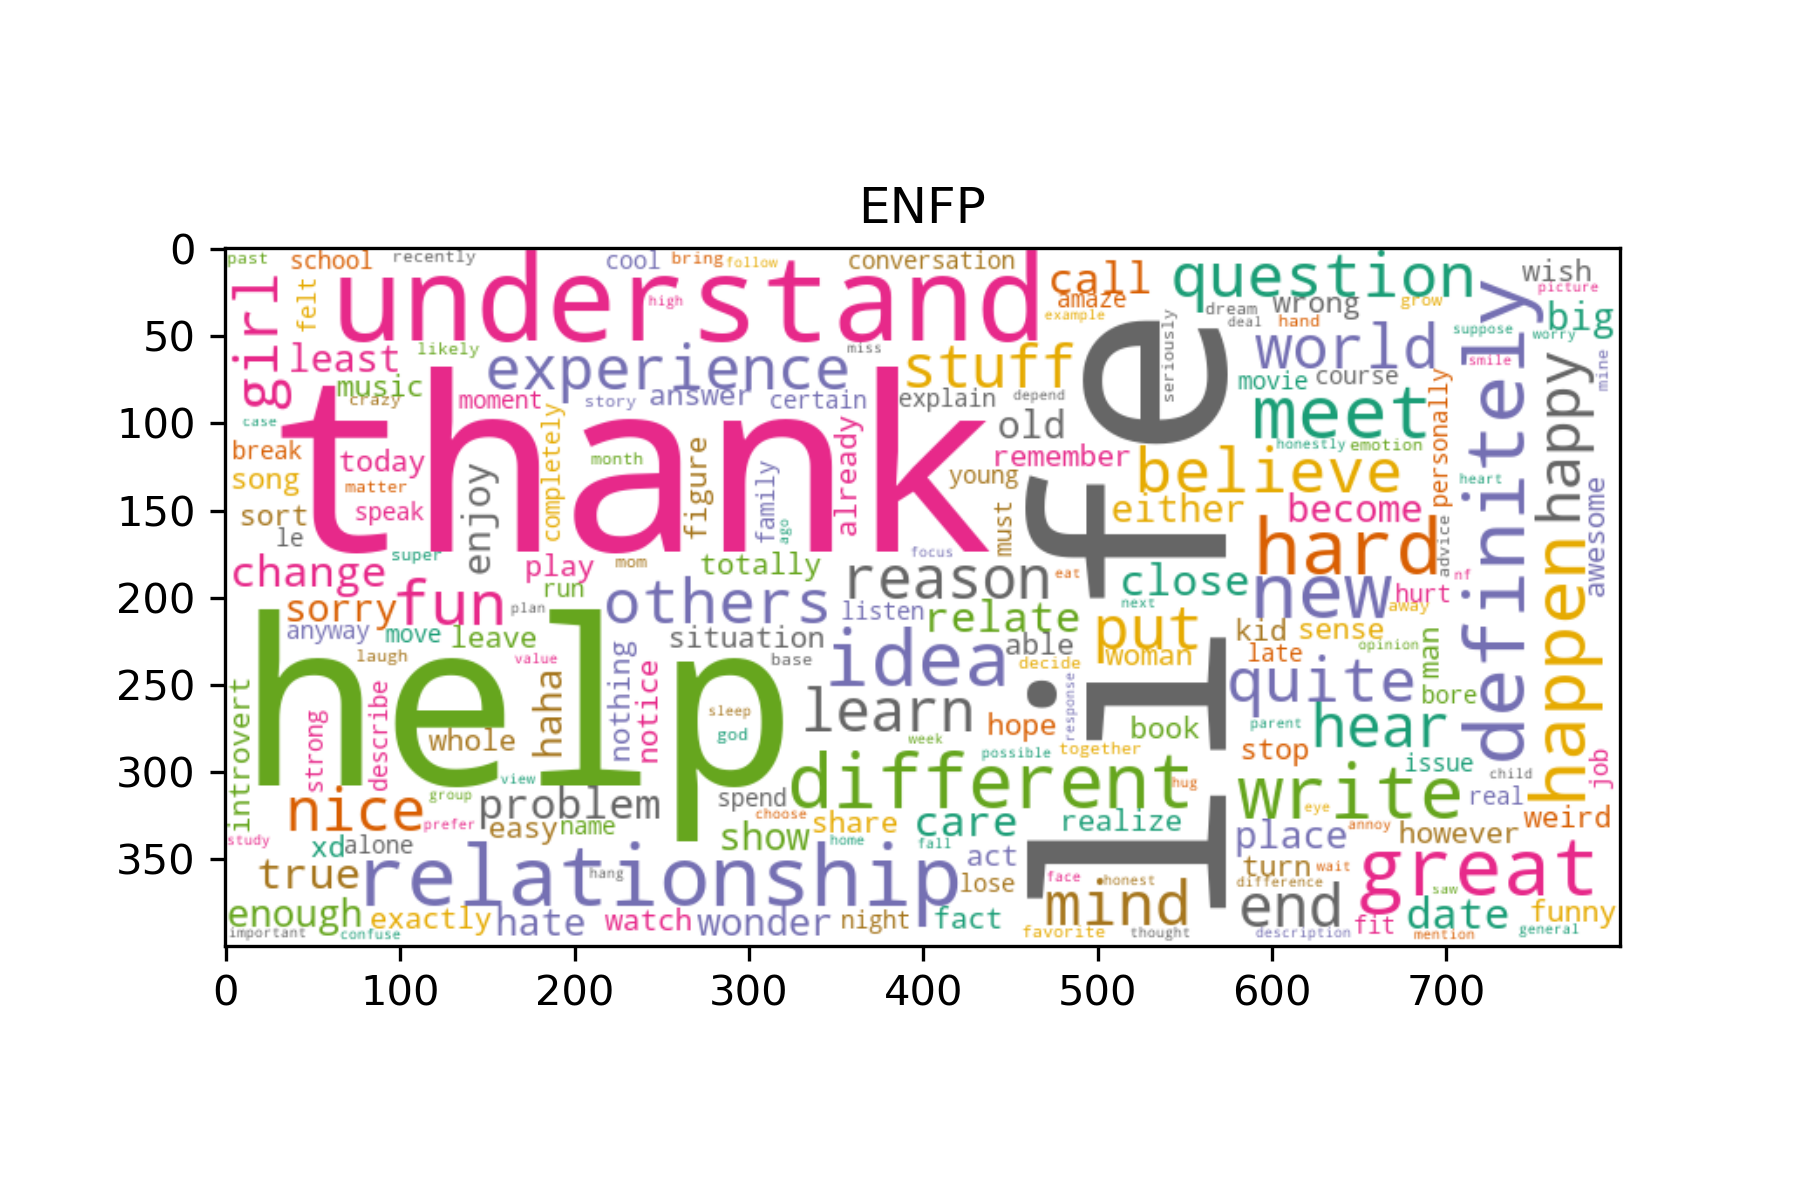 ENFP
0
50
100
150
200
250
300
350
0 100 200 300 400 500 600 700
past school recently cool bring follow conversation
girl felt understand high call amaze example question wish picture
dream wrong grow deal hand big
least likely experience miss stuff seriously world suppose worry smile mine
music crazy moment story answer certain explain depend movie course
case thank old meet personally definitely happy
break today completely month figure already remember honestly emotion
song matter enjoy family young believe heart
sort speak ago must either become awesome
le super focus hard advice
change play mom totally reason eat close new hurt nf
run next away
sorry fun plan others listen relate put kid sense happen
anyway move leave situation able woman late opinion man
laugh value base idea decide life
introvert help haha nothing notice sleep learn hope response quite bore
strong describe whole god week book parent hear
view possible together stop issue child job
nice group problem spend different hug write real
prefer easy name choose share care realize eye annoy however weird
study show home fall place
xd alone act turn wait great
true relationship hang lose face honest difference saw
enough exactly hate watch wonder night fact mind end fit date funny
important confuse favorite thought description mention general